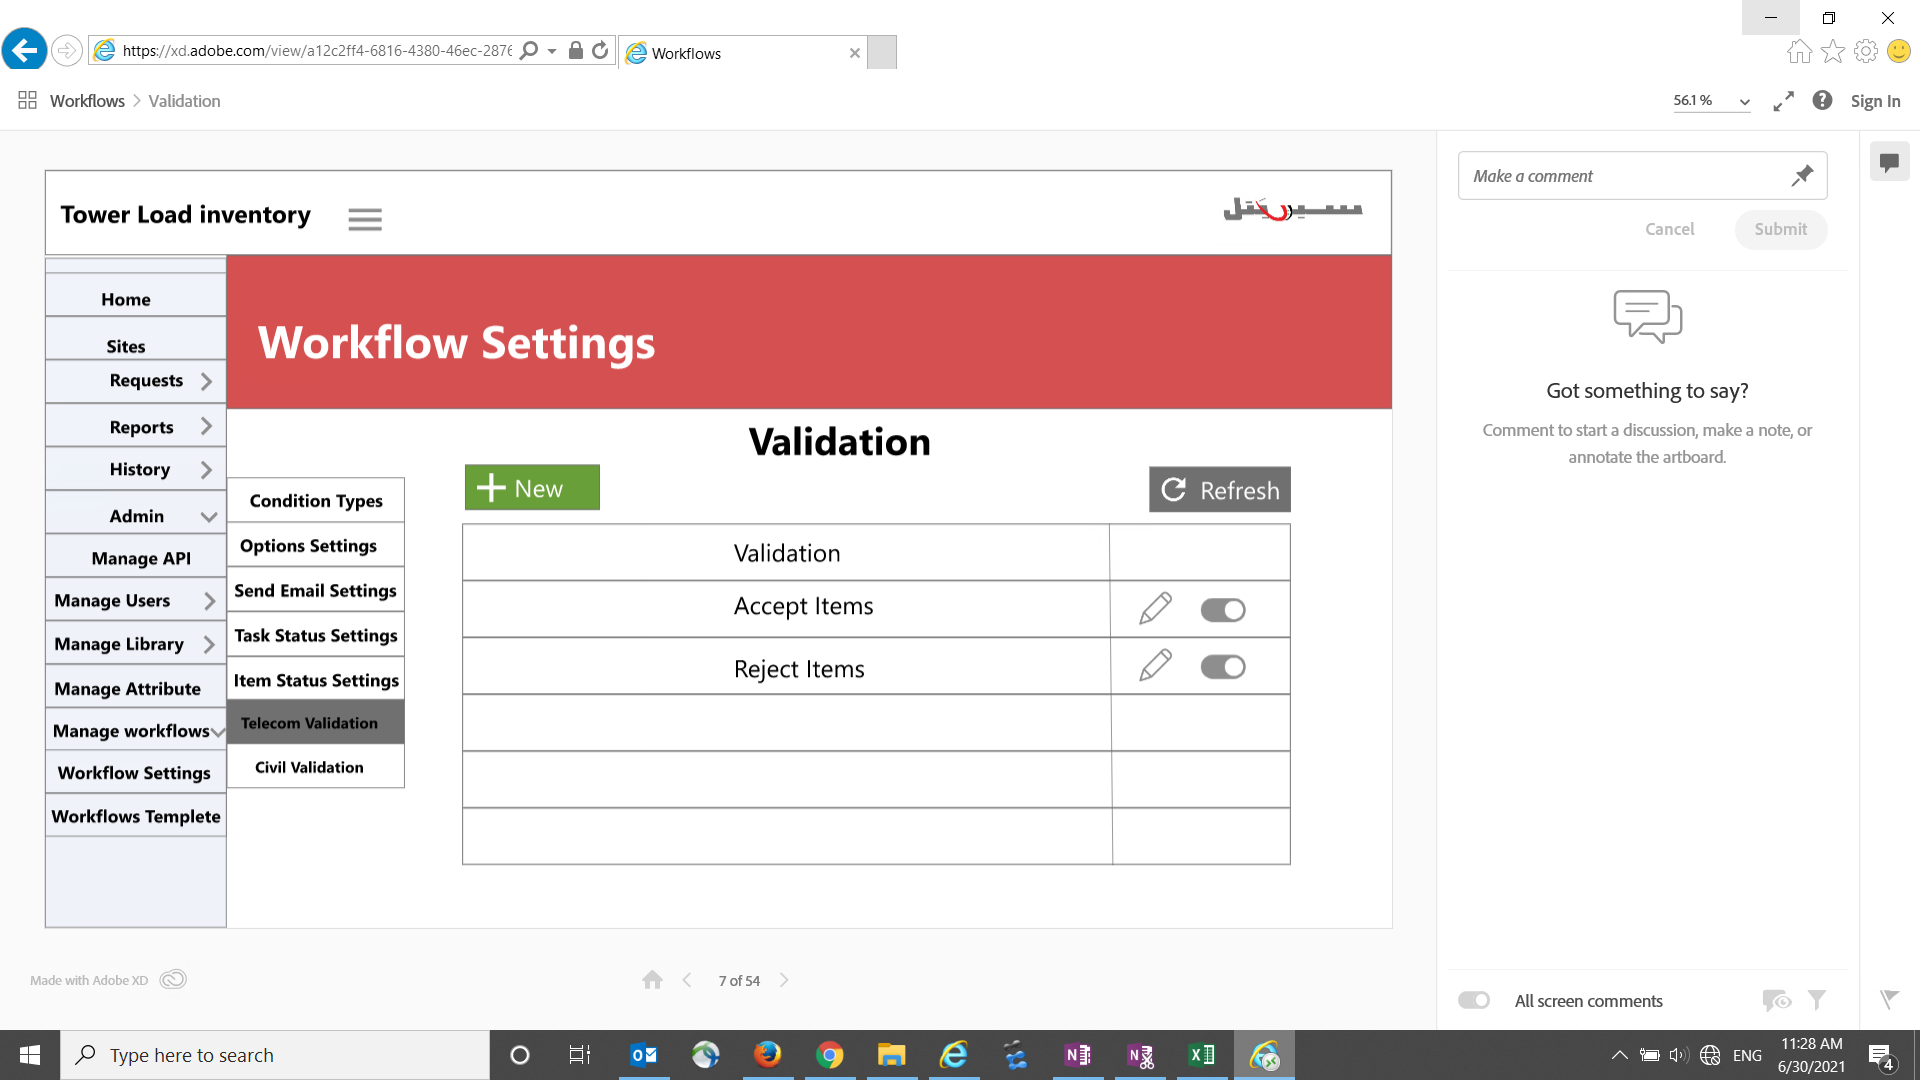 https://xd.adobe.com/view/a12c2ff4-6816-4380-46ec-2876
Workflows
Workflows > Validation
56.1 %
Sign In
Tower Load inventory
سيريتل
Home
Sites
Requests
Reports
History
Admin
Manage API
Manage Users
Manage Library
Manage Attribute
Manage workflows
Workflow Settings
Workflows Templete
Workflow Settings
Condition Types
Options Settings
Send Email Settings
Task Status Settings
Item Status Settings
Telecom Validation
Civil Validation
Validation
New
Refresh
Validation
Accept Items
Reject Items
Make a comment
Cancel
Submit
Got something to say?
Comment to start a discussion, make a note, or
annotate the artboard.
All screen comments
Made with Adobe XD
7 of 54
Type here to search
ENG
11:28 AM
6/30/2021
4